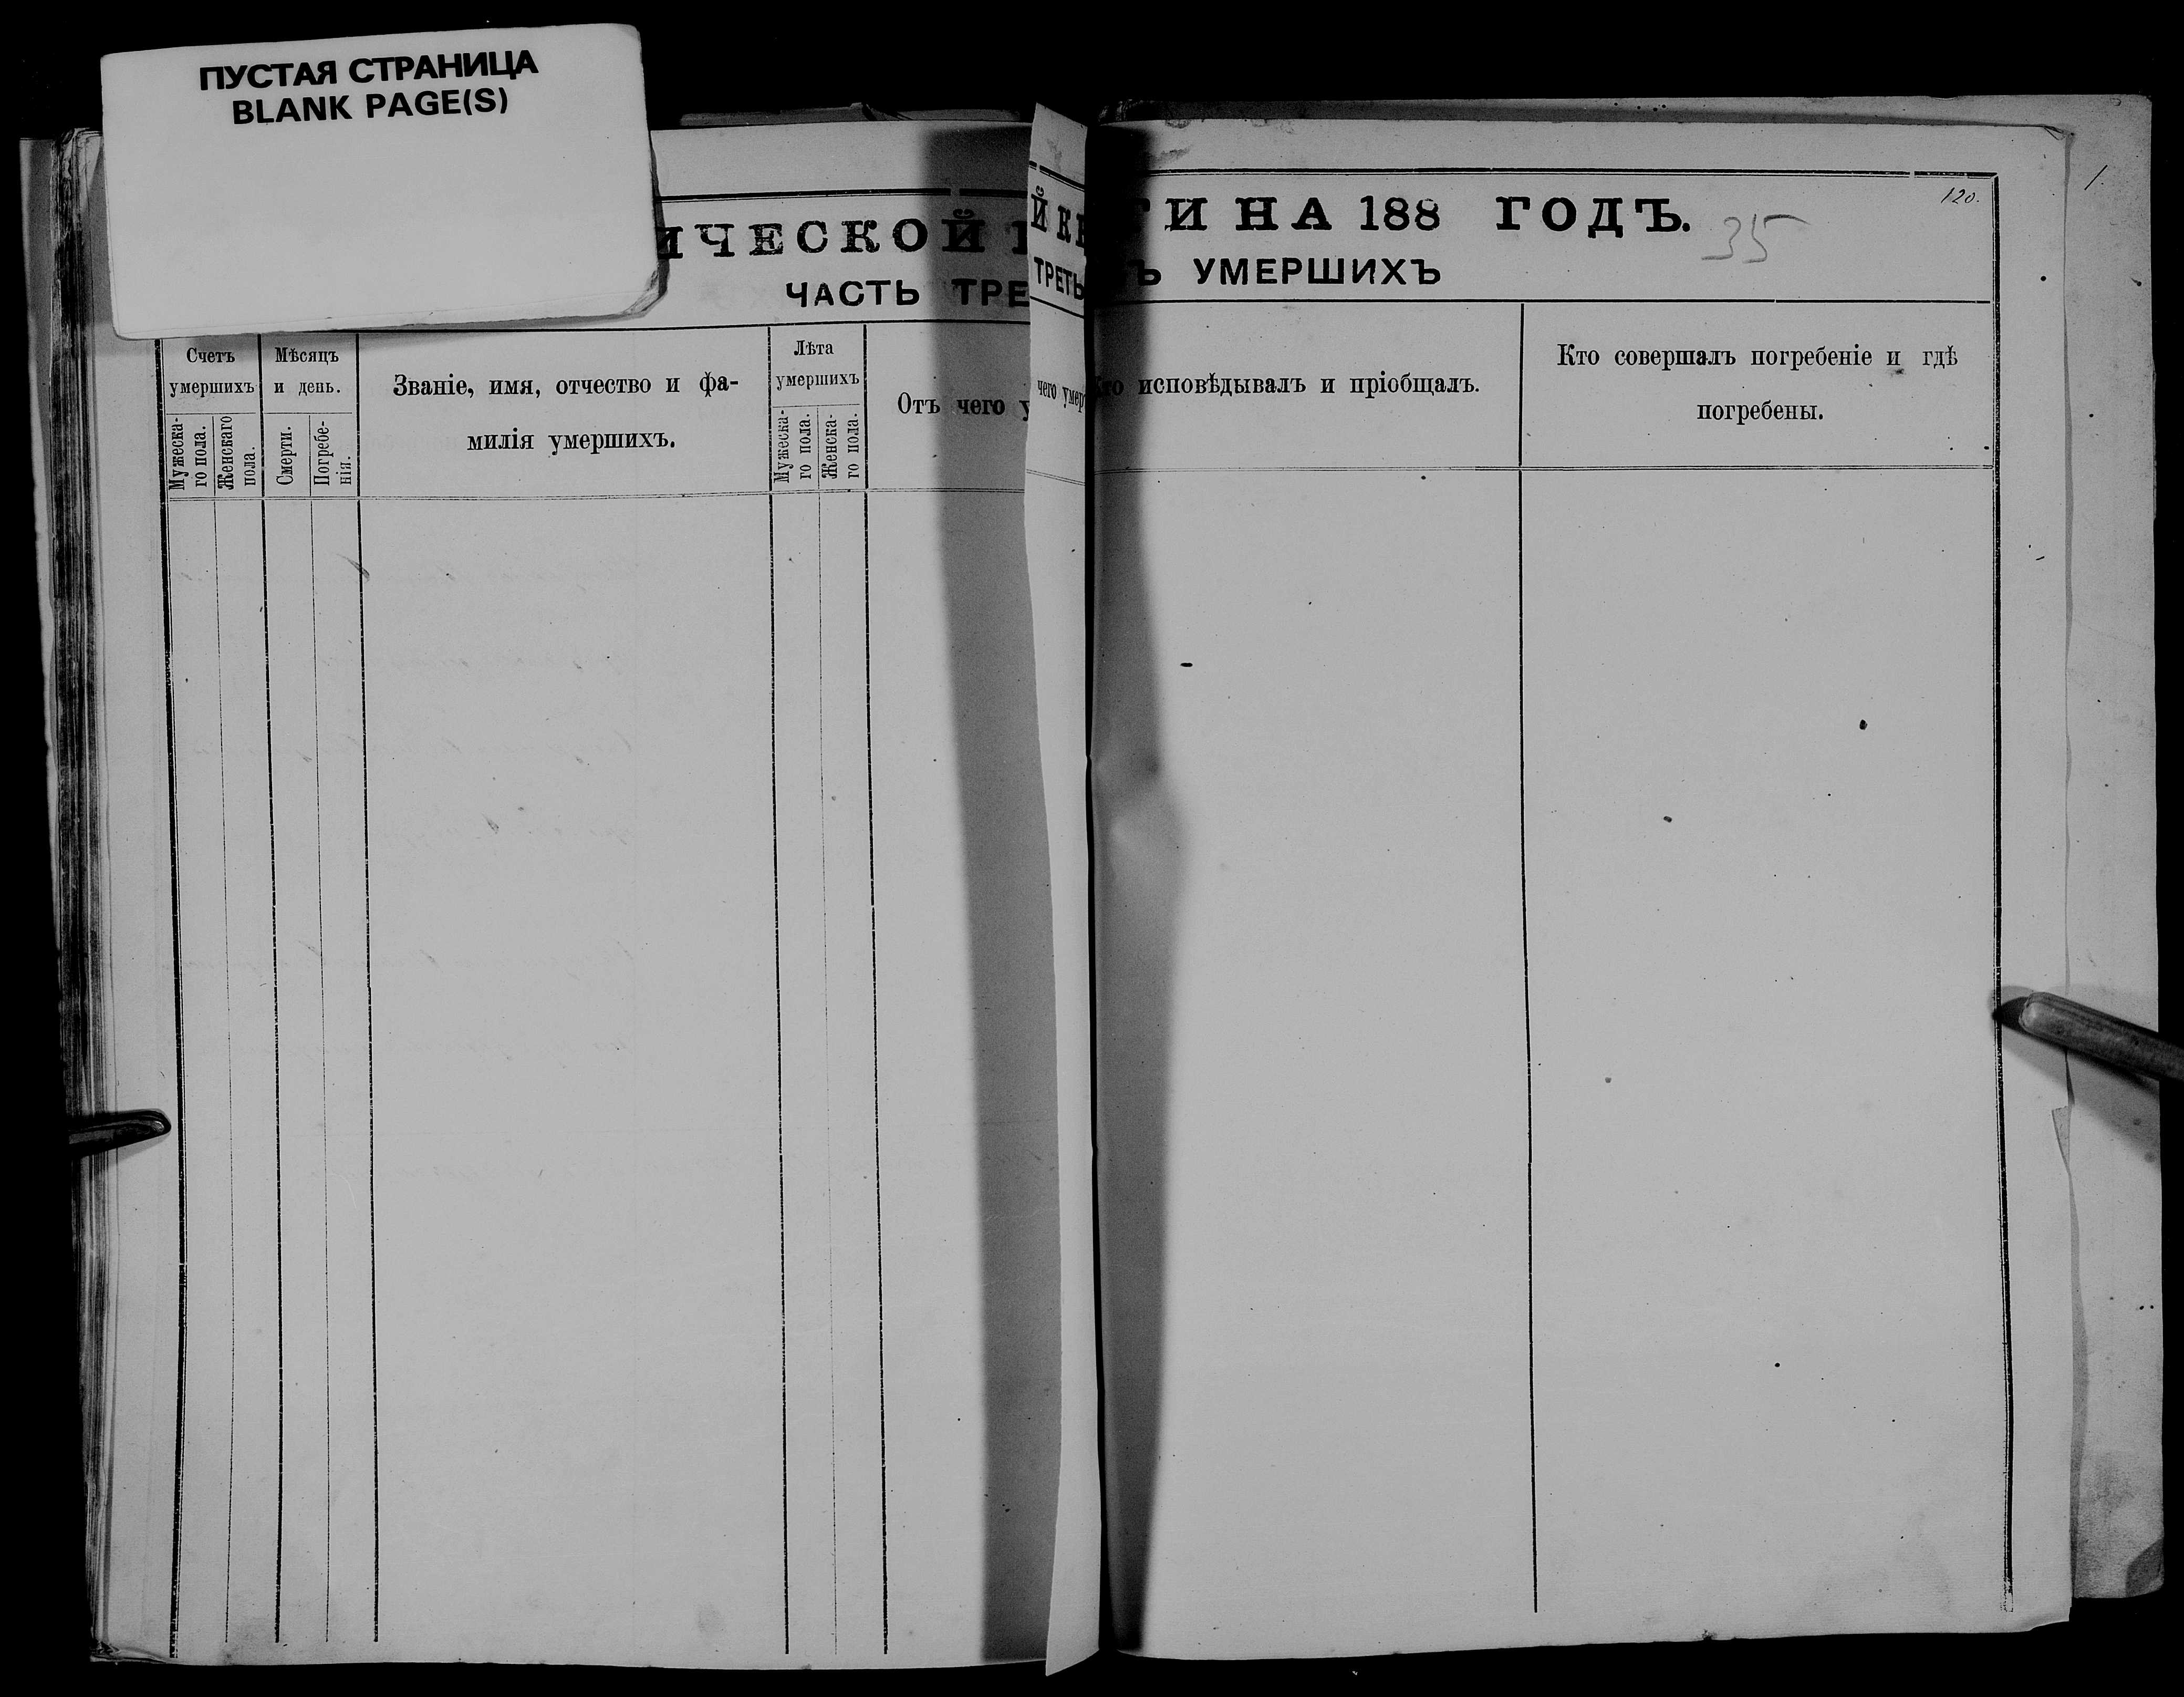 ПУСТАЯ СТРАНИЦА
BLANK PAGE(S)
ИЧЕСКОЙ
ЧАСТЬ ТРЕ
Счетъ
умершихъ
Мужеска-
го пола.
Женскаго
пола.
Мѣсяцъ
и день.
Смерти.
Погребе-
нія.
Званіе, имя, отчество и фа-
милія умершихъ.
Лѣта
умершихъ
Мужеска-
го пола.
Женска-
го пола.
Отъ чего у
Й КН
ТРЕТЬ
чего умер
ГИ НА 188 ГОДЪ.
35
120.
1.
Ъ УМЕРШИХЪ
Кто исповѣдывалъ и пріобщалъ.
Кто совершалъ погребеніе и гдѣ
погребены.